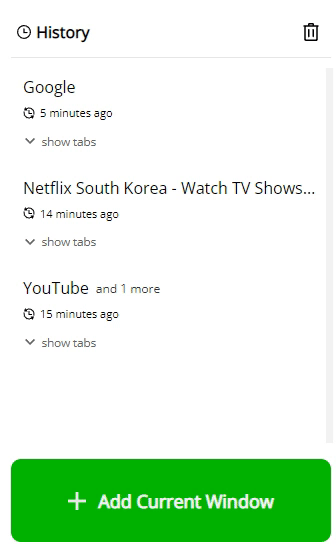 History
Google
5 minutes ago
show tabs
Netflix South Korea - Watch TV Shows...
14 minutes ago
show tabs
YouTube and 1 more
15 minutes ago
show tabs
Add Current Window